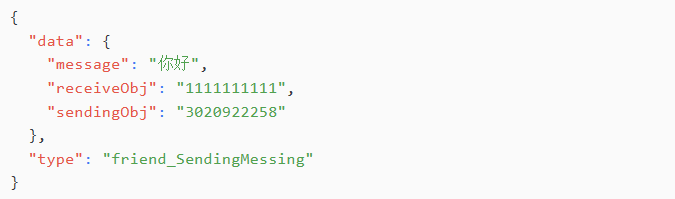 {
"data": {
"message": "你好",
"receiveObj": "1111111111",
"sendingObj": "3020922258"
},
"type": "friend_SendingMessing"
}